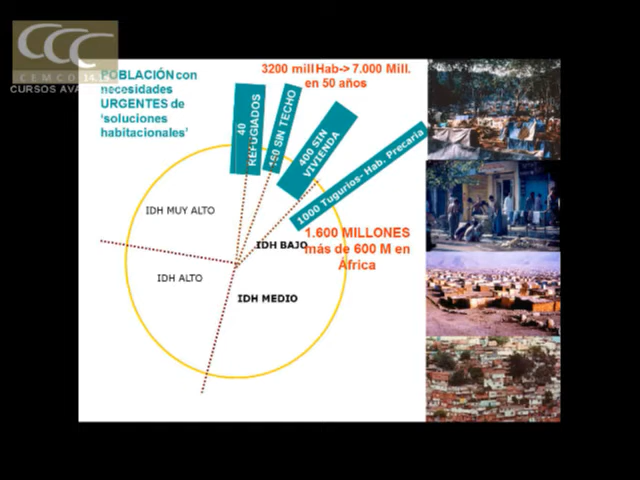 CCC
CEMCO
CURSOS AVA
POBLACIÓN con
necesidades
URGENTES de
'soluciones
habitacionales'
3200 mill Hab-> 7.000 Mill.
en 50 años
40
REFUGIADOS
SIN TECHO
400 SIN
VIVIENDA
1000 Tugurios- Hab. Precaria
1.600 MILLONES
más de 600 M en
África
IDH MUY ALTO
IDH BAJO
IDH ALTO
IDH MEDIO